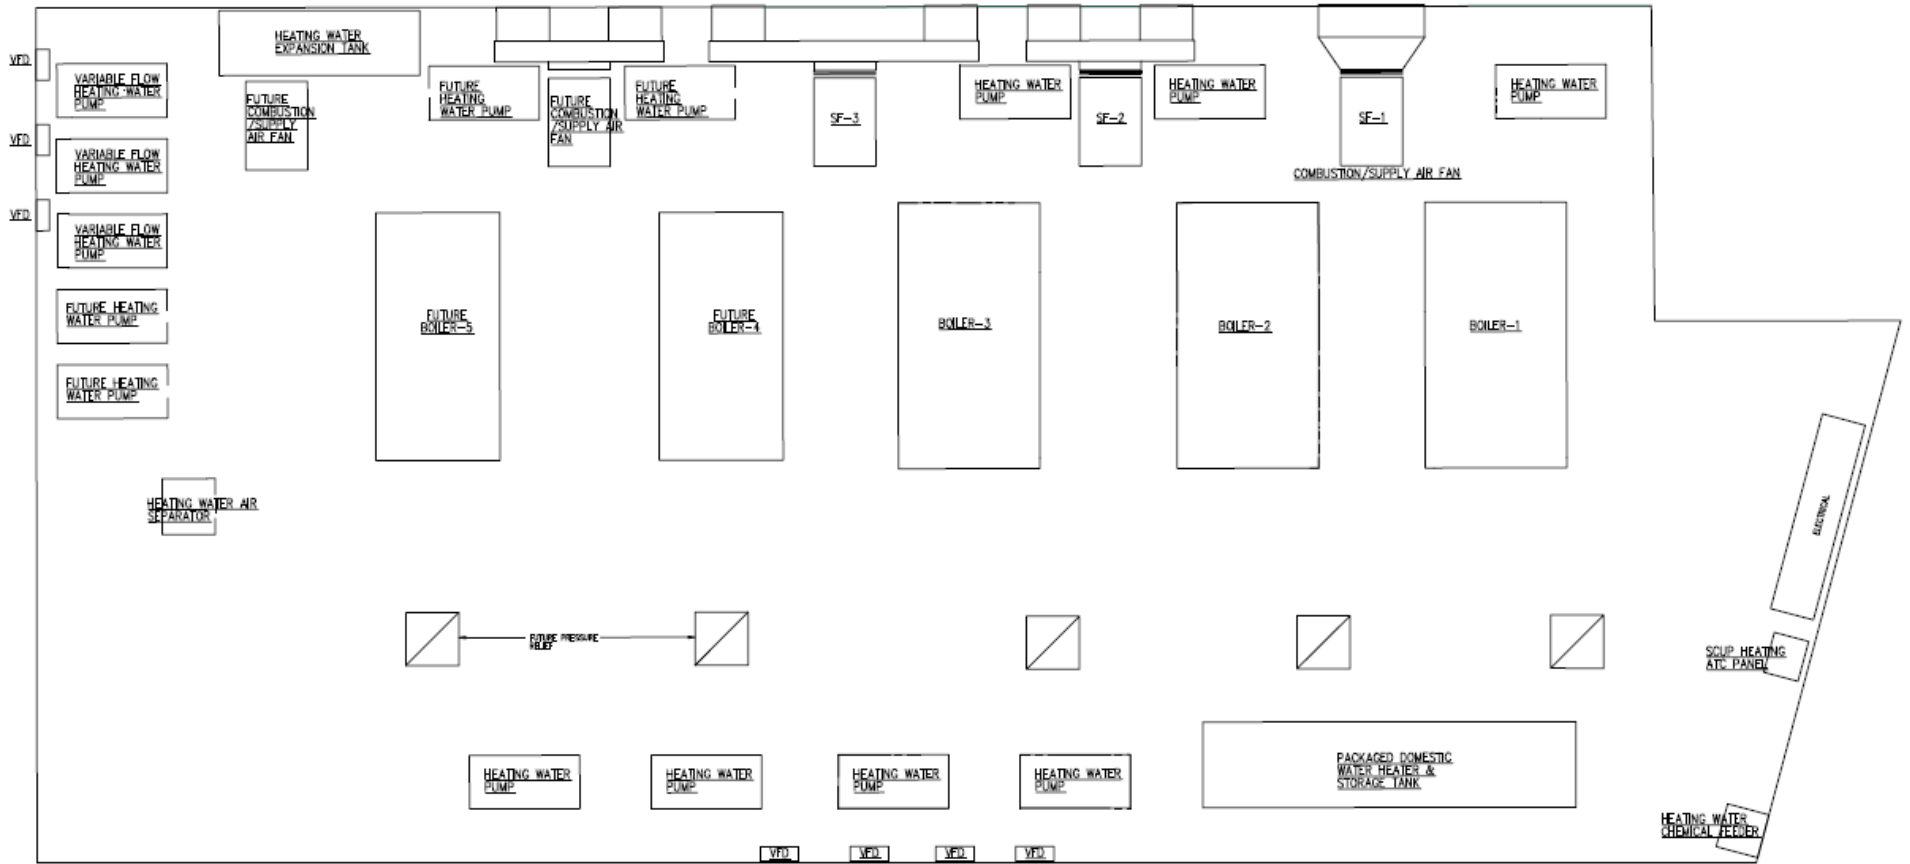 HEATING WATER
EXPANSION TANK
VFD
VARIABLE FLOW
HEATING WATER
PUMP
FUTURE
HEATING
WATER PUMP
FUTURE
HEATING
WATER PUMP
HEATING WATER
PUMP
HEATING WATER
PUMP
HEATING WATER
PUMP
FUTURE
COMBUSTION
/SUPPLY
AIR FAN
FUTURE
COMBUSTION
/SUPPLY AIR
FAN
SF-3
SF-2
SF-1
COMBUSTION/SUPPLY AIR FAN
VFD
VARIABLE FLOW
HEATING WATER
PUMP
VFD
VARIABLE FLOW
HEATING WATER
PUMP
FUTURE HEATING
WATER PUMP
FUTURE
BOILER-5
FUTURE
BOILER-4
BOILER-3
BOILER-2
BOILER-1
FUTURE HEATING
WATER PUMP
HEATING WATER AIR
SEPARATOR
ELECTRICAL
FUTURE PRESSURE
RELIEF
SCUP HEATING
ATC PANEL
HEATING WATER
PUMP
HEATING WATER
PUMP
HEATING WATER
PUMP
HEATING WATER
PUMP
PACKAGED DOMESTIC
WATER HEATER &
STORAGE TANK
HEATING WATER
CHEMICAL FEEDER
VFD
VFD
VFD
VFD